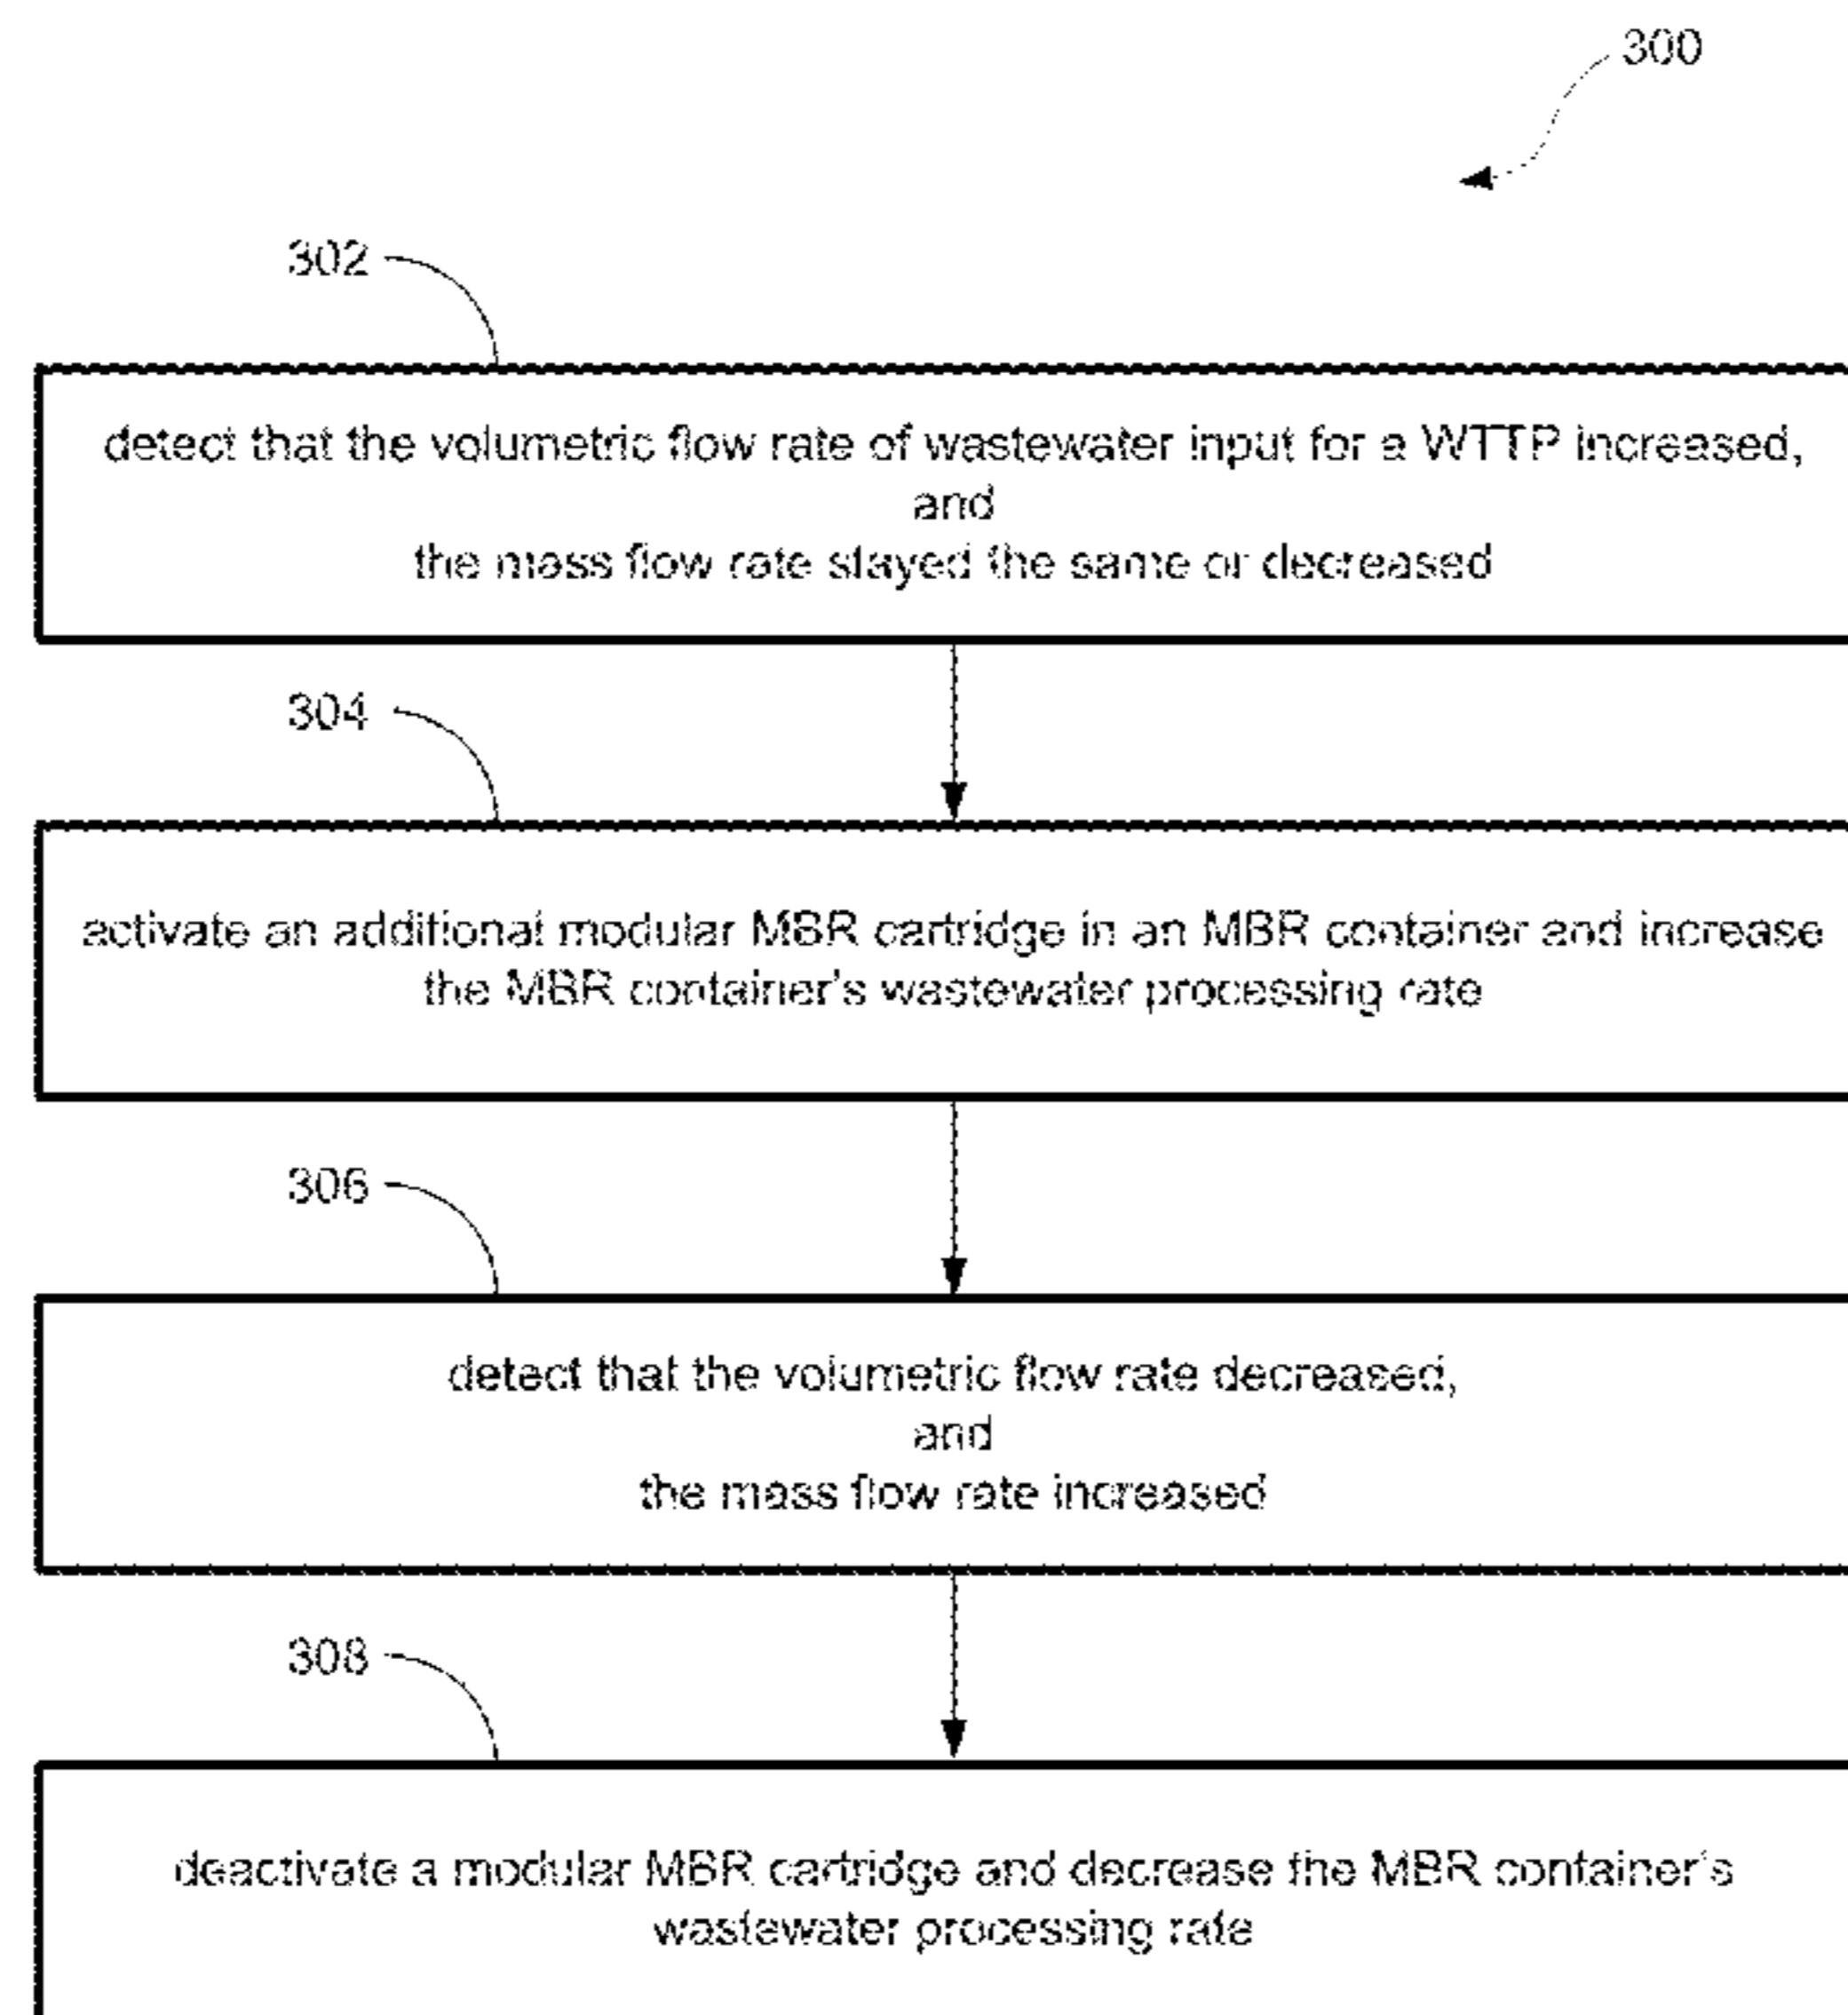 300
302
detect that the volumetric flow rate of wastewater input for a WTTP increased,
and
the mass flow rate stayed the same or decreased
304
activate an additional modular MBR cartridge in an MBR container and increase
the MBR container's wastewater processing rate
306
detect that the volumetric flow rate decreased,
and
the mass flow rate increased
308
deactivate a modular MBR cartridge and decrease the MBR container's
wastewater processing rate